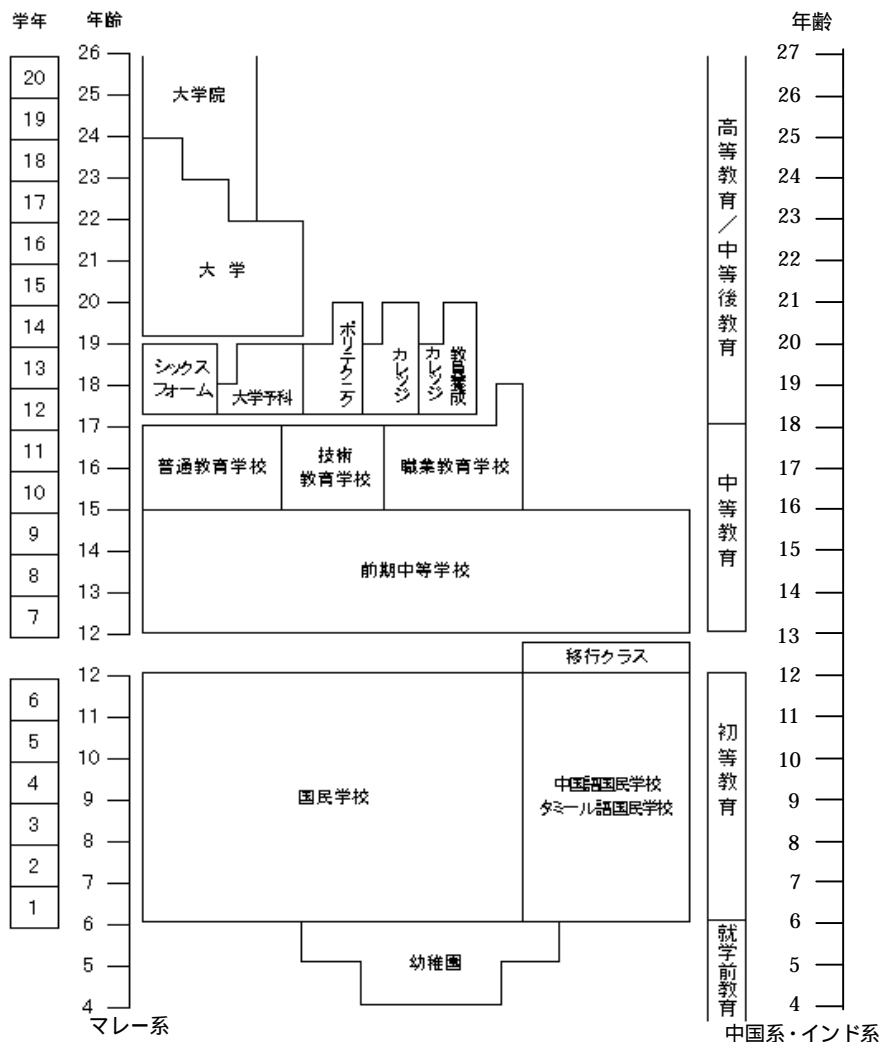 学年 年齢 年齢
26 27
20
25 大学院 26
19
24 25
18
23 24
17
22 23
16
21 大学 22
15
20 21
14
19 20
13 シックス
フォーム 大学予科 ポリテクニク カレッジ カレッジ 教員養成
18 19
12
17 18
11
16 普通教育学校 技術
教育学校 職業教育学校 17
10
15 16
9
14 前期中等学校 15
8
13 14
7
12 13
移行クラス
12 12
6
11 11
5
10 10
4
国民学校 中国語国民学校
タミール語国民学校
9 9
3
8 8
2
7 7
1
6 6
5 幼稚園 5
4 4
高等教育/中等後教育
中等教育
初等教育
就学前教育
マレー系 中国系・インド系